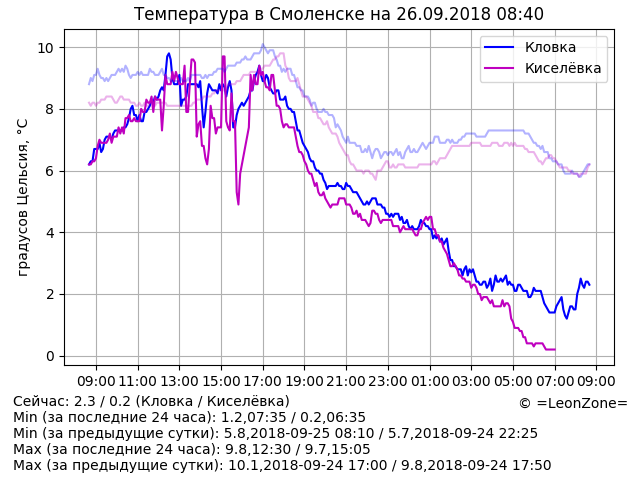 Температура в Смоленске на 26.09.2018 08:40
градусов Цельсия, °C
10
8
6
4
2
0
Кловка
Киселёвка
09:00 11:00 13:00 15:00 17:00 19:00 21:00 23:00 01:00 03:00 05:00 07:00 09:00
Сейчас: 2.3 / 0.2 (Кловка / Киселёвка)
© =LeonZone=
Min (за последние 24 часа): 1.2,07:35 / 0.2,06:35
Min (за предыдущие сутки): 5.8,2018-09-25 08:10 / 5.7,2018-09-24 22:25
Max (за последние 24 часа): 9.8,12:30 / 9.7,15:05
Max (за предыдущие сутки): 10.1,2018-09-24 17:00 / 9.8,2018-09-24 17:50